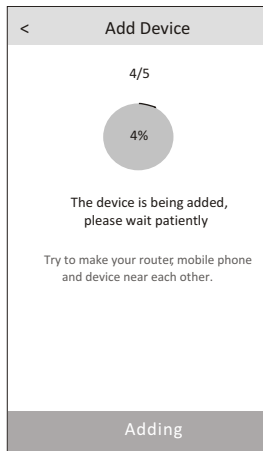 < Add Device
4/5
4%
The device is being added,
please wait patiently
Try to make your router, mobile phone
and device near each other.
Adding